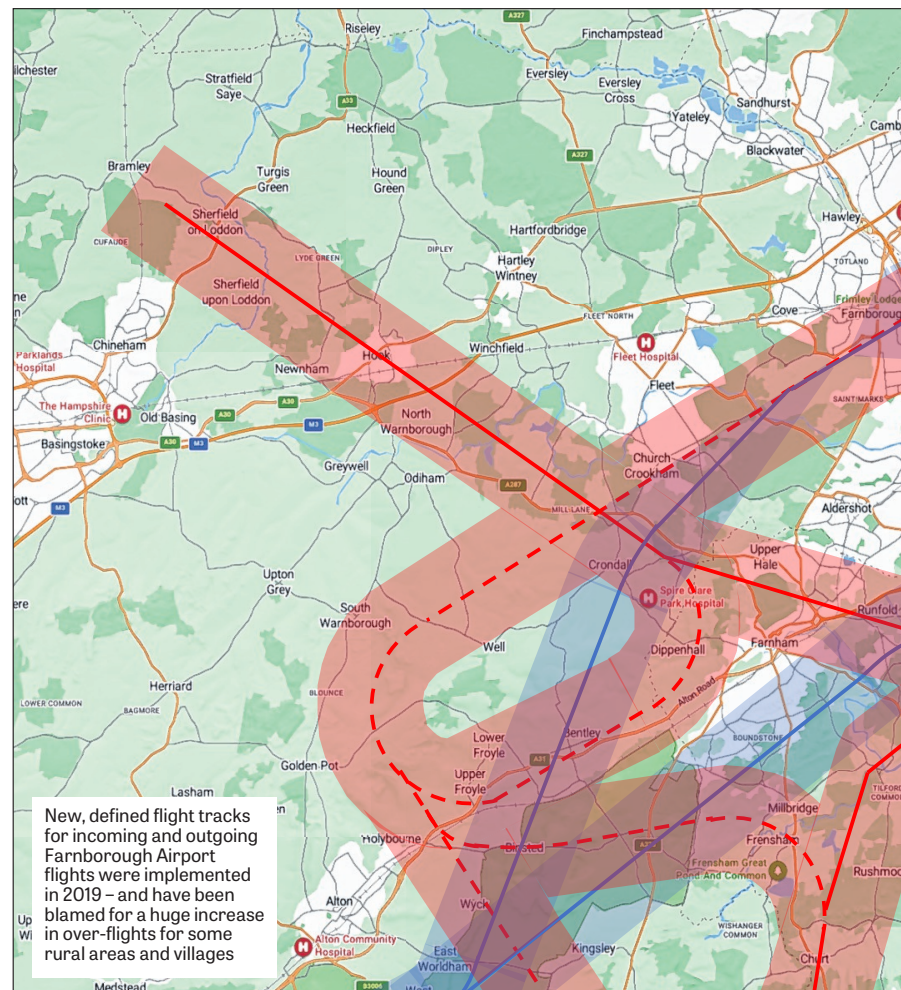 A327
Riseley
Finchampstead
ilchester
Stratfield
Saye
Eversley
Eversley
Cross
Sandhurst
A33
Yateley
Heckfield
Camb
Blackwater
A327
Bramley
Turgis
Green
Hound
Green
Hawley
Sherfield
on Loddon
Hartfordbridge
CUFAUDE
DIPLEY
LYDE GREEN
Hartley
Wintney
TOTLAND
Sherfield
upon Loddon
ne
Frimley Lodge
Cove
Farnboroug
FLEET NORTH
Chineham
Parklands
Hospital
Hook
Winchfield
Fleet Hospital
Newnham
Fleet
The Hampshire
Clinic
Old Basing
A30
A30
SAINT MARKS
M3
North
Warnborough
A30
M3
Basingstoke
Greywell
Church
Crookham
Odiham
ott
A287
M3
MILL LANE
Aldershot
Upper
Hale
Crondall
Upton
Grey
ere
Spire Clare
Park Hospital
Runfold
South
Warnborough
Farnham
Well
Dippenhall
Herriard
Alton Road
BLOUNCE
LOWER COMMON
BAGMORE
Lower
Froyle
Bentley
BOUNDSTONE
Golden Pot
A31
Upper
Froyle
TILFORD
COMMON
Lasham
Millbridge
Holybourne
Binsted
Frensham
Frensham Great
Pond And Common
Rushmoo
Alton
Wyck
WISHANGER
COMMON
Alton Community
Hospital
East
Worldham
Kingsley
Churt
B3006
West
Medstead
New, defined flight tracks
for incoming and outgoing
Farnborough Airport
flights were implemented
in 2019 – and have been
blamed for a huge increase
in over-flights for some
rural areas and villages